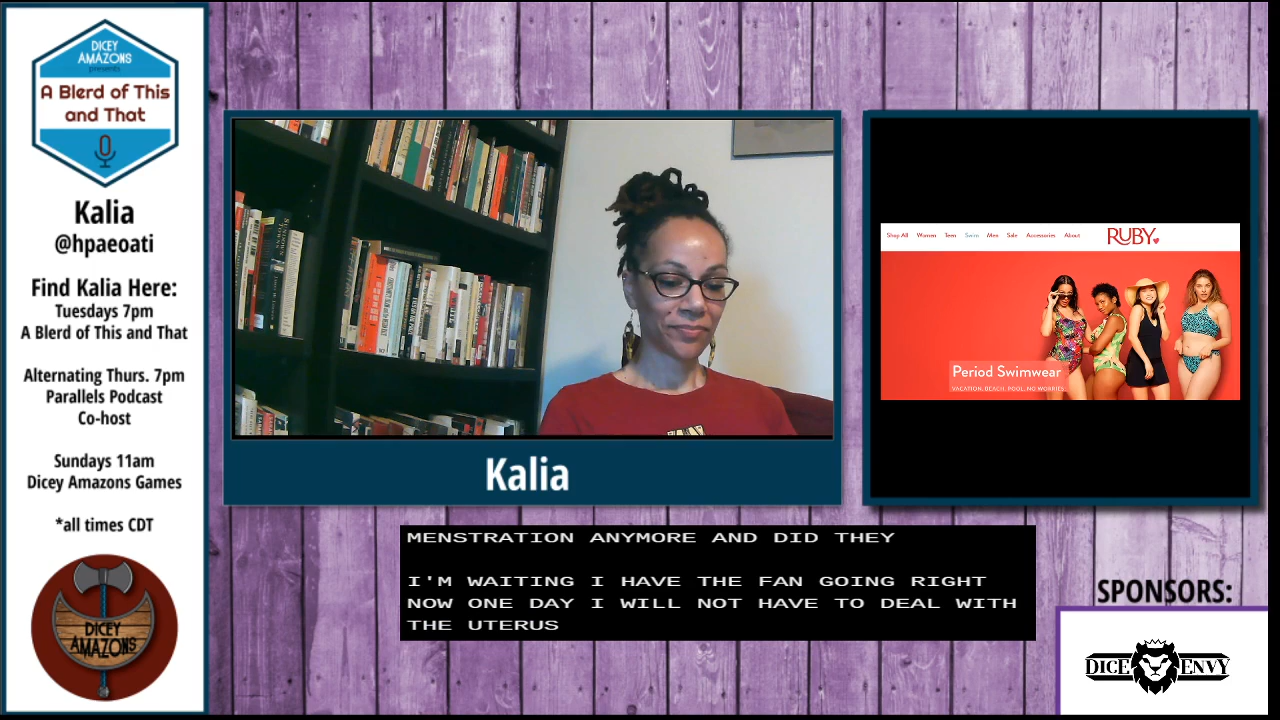 DICEY
AMAZONS
presents
A Blerd of This
and That
Kalia
@hpaeoati
Find Kalia Here:
Tuesdays 7pm
A Blerd of This and That
Alternating Thurs. 7pm
Parallels Podcast
Co-host
Sundays 11am
Dicey Amazons Games
*all times CDT
DICEY
AMAZONS
Kalia
Shop All Women Teen Swim Men Sale Accessories About RUBY
Period Swimwear
VACATION. BEACH. POOL. NO WORRIES.
MENSTRATION ANYMORE AND DID THEY
I'M WAITING I HAVE THE FAN GOING RIGHT
NOW ONE DAY I WILL NOT HAVE TO DEAL WITH
THE UTERUS
SPONSORS:
DICE ENVY